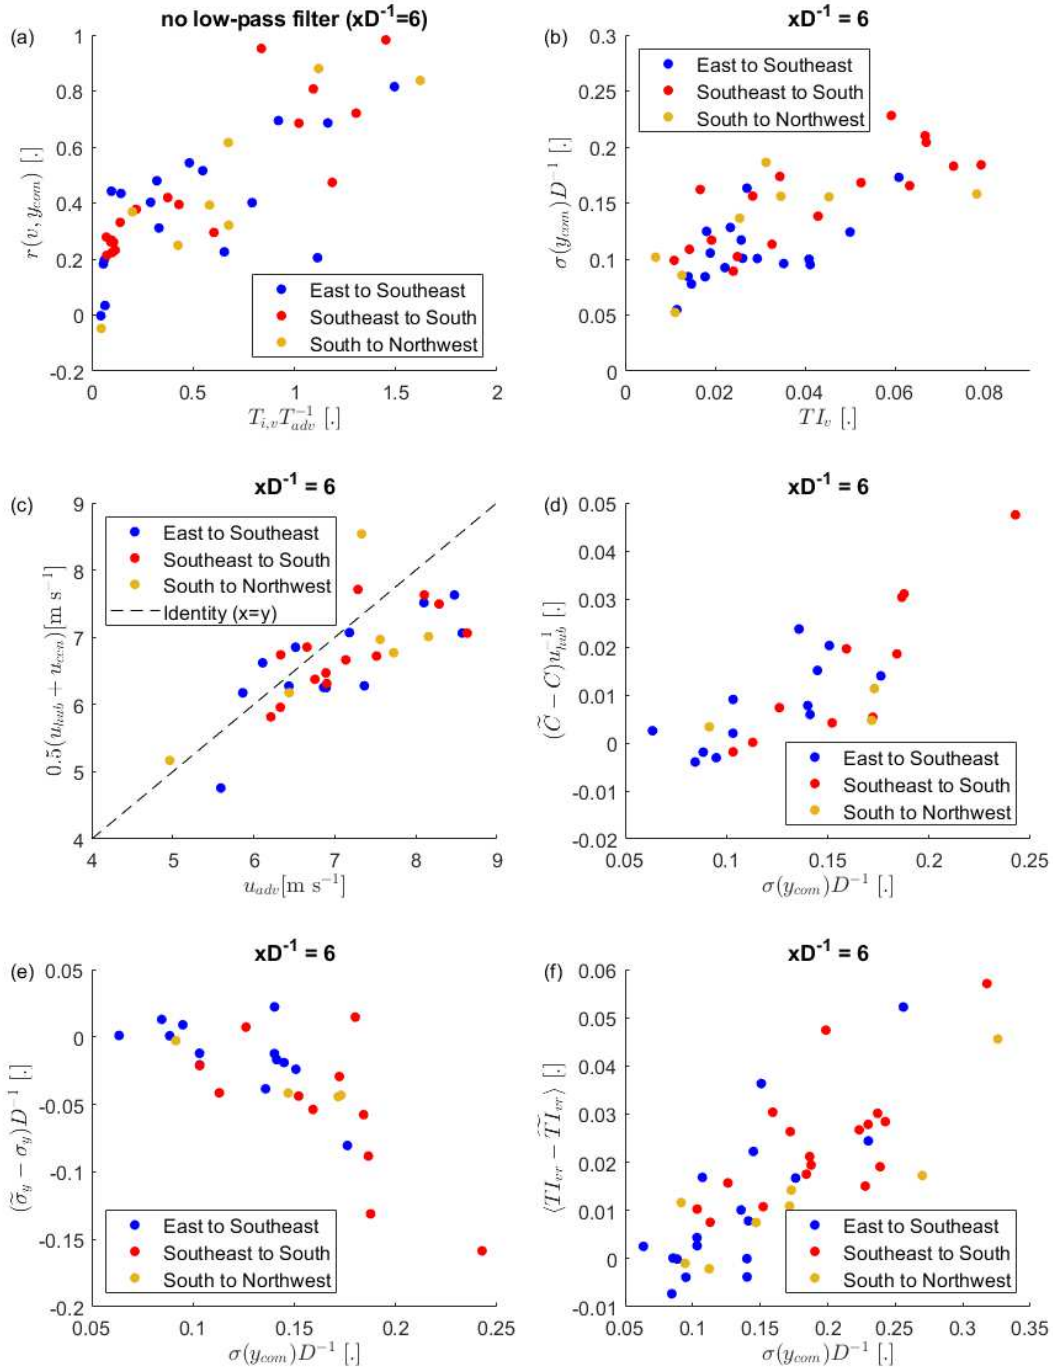 (a)
no low-pass filter (xD⁻¹=6)
1
0.8
0.6
0.4
0.2
0
-0.2
r(v, y_com) [.]
East to Southeast
Southeast to South
South to Northwest
0
0.5
1
1.5
2
T_i,v T_adv⁻¹ [.]
(b)
xD⁻¹ = 6
0.3
0.25
0.2
0.15
0.1
0.05
0
σ(y_com)D⁻¹ [.]
East to Southeast
Southeast to South
South to Northwest
0
0.02
0.04
0.06
0.08
TI_v [.]
(c)
xD⁻¹ = 6
9
8
7
6
5
4
0.5(u_hub + u_cen)[m s⁻¹]
East to Southeast
Southeast to South
South to Northwest
Identity (x=y)
4
5
6
7
8
9
u_adv[m s⁻¹]
(d)
xD⁻¹ = 6
0.05
0.04
0.03
0.02
0.01
0
-0.01
-0.02
(C̃ − C)u_hub⁻¹ [.]
East to Southeast
Southeast to South
South to Northwest
0.05
0.1
0.15
0.2
0.25
σ(y_com)D⁻¹ [.]
(e)
xD⁻¹ = 6
0.05
0
-0.05
-0.1
-0.15
-0.2
(σ̃_y − σ_y)D⁻¹ [.]
East to Southeast
Southeast to South
South to Northwest
0.05
0.1
0.15
0.2
0.25
σ(y_com)D⁻¹ [.]
(f)
xD⁻¹ = 6
0.06
0.05
0.04
0.03
0.02
0.01
0
-0.01
⟨TI_vr − T̃I_vr⟩ [.]
East to Southeast
Southeast to South
South to Northwest
0.05
0.1
0.15
0.2
0.25
0.3
0.35
σ(y_com)D⁻¹ [.]